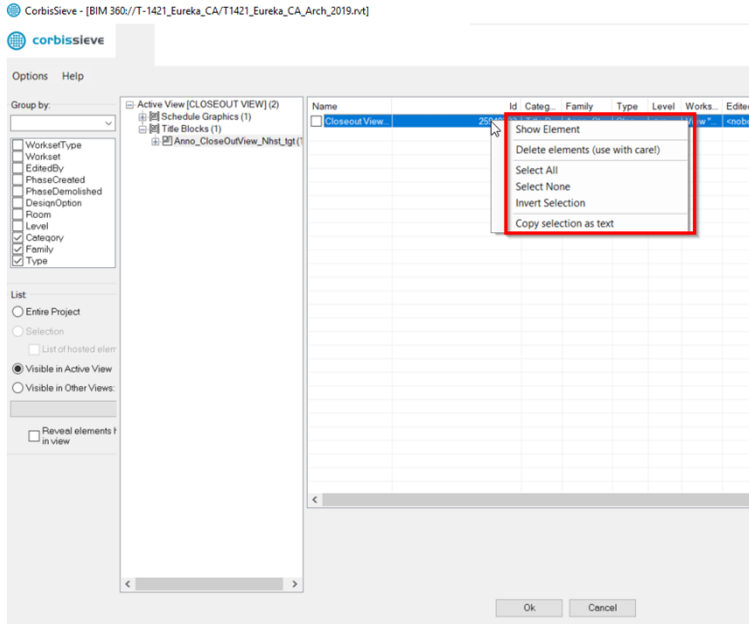 CorbisSieve - [BIM 360://T-1421_Eureka_CA/T1421_Eureka_CA_Arch_2019.rvt]
corbissieve
Options Help
Group by:
WorksetType
Workset
EditedBy
PhaseCreated
PhaseDemolished
DesignOption
Room
Level
Category
Family
Type
List
Entire Project
Selection
List of hosted elem
Visible in Active View
Visible in Other Views:
Reveal elements h
in view
Active View [CLOSEOUT VIEW] (2)
Schedule Graphics (1)
Title Blocks (1)
Anno_CloseOutView_Nhst_tgt (1
Name Id Categ... Family Type Level Works... Edited
Closeout View... <nobo
Show Element
Delete elements (use with care!)
Select All
Select None
Invert Selection
Copy selection as text
Ok Cancel